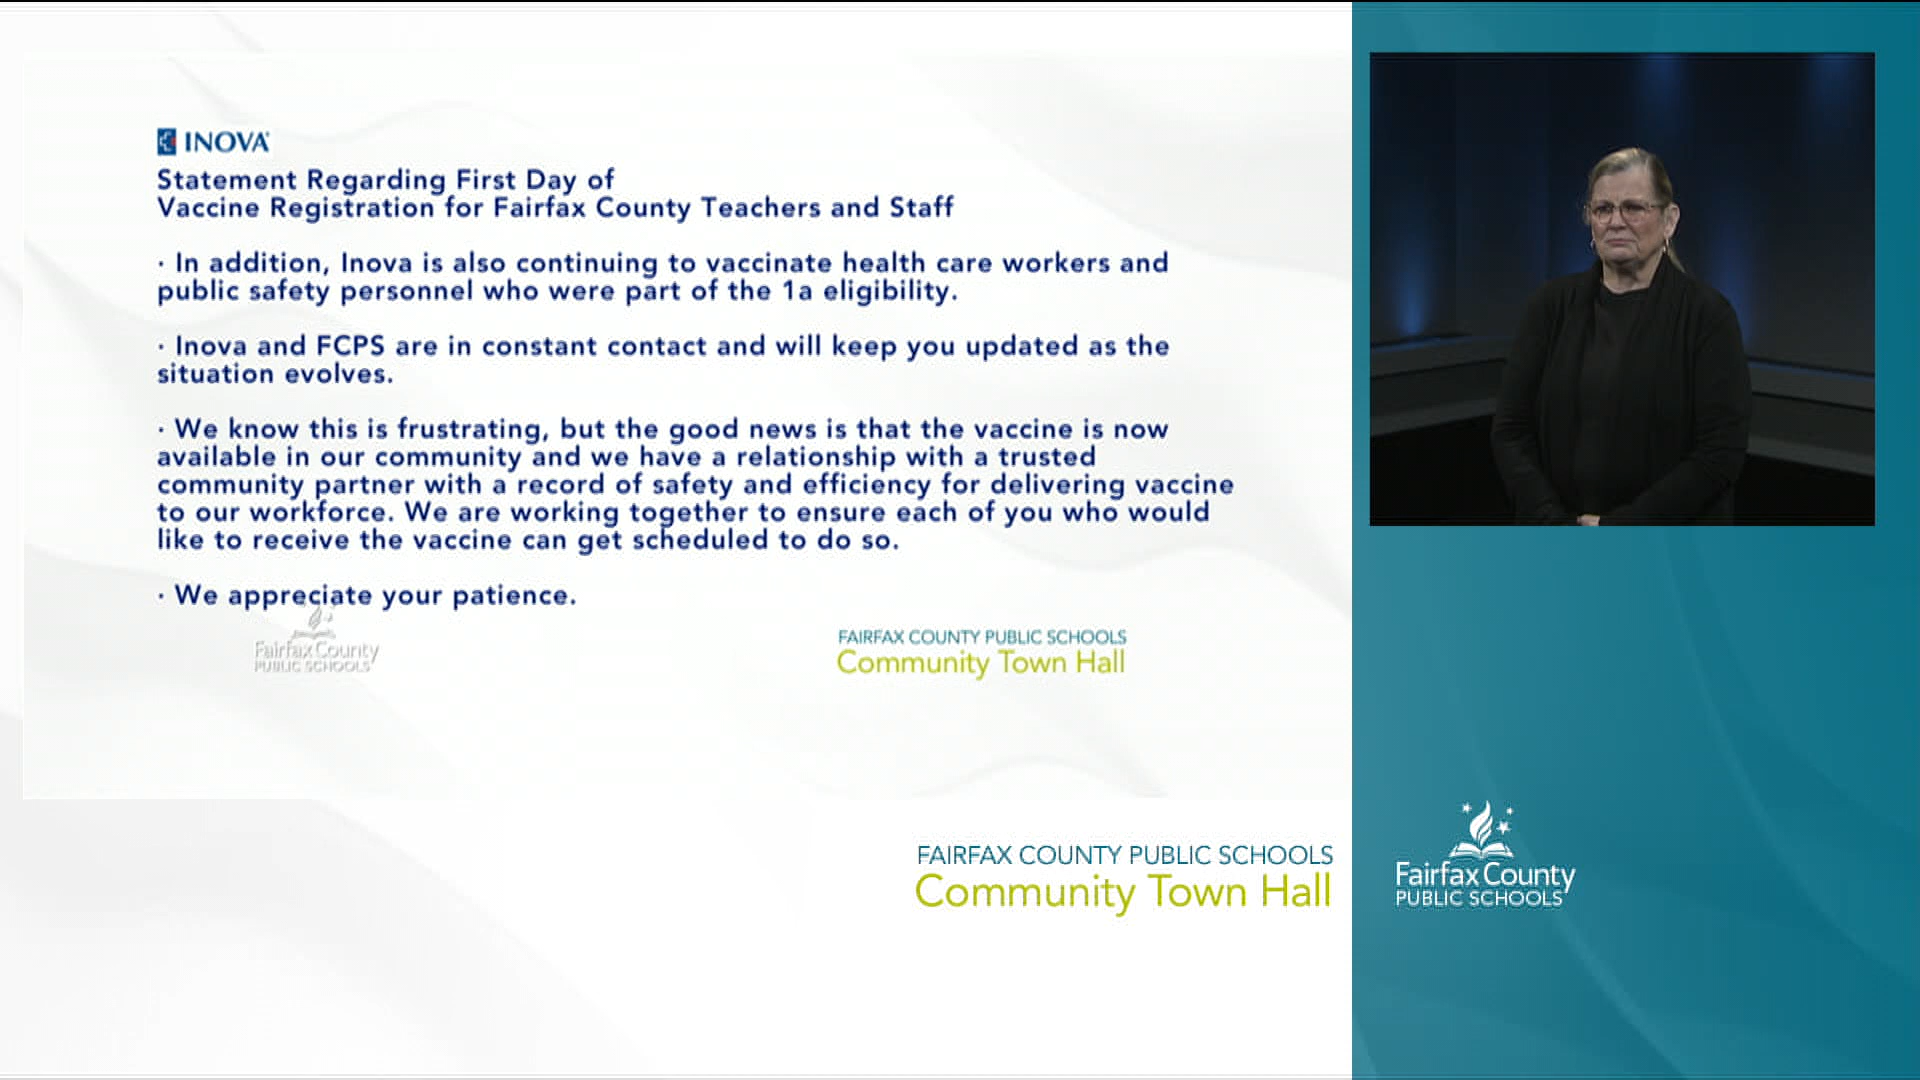 INOVA
Statement Regarding First Day of
Vaccine Registration for Fairfax County Teachers and Staff
· In addition, Inova is also continuing to vaccinate health care workers and
public safety personnel who were part of the 1a eligibility.
· Inova and FCPS are in constant contact and will keep you updated as the
situation evolves.
· We know this is frustrating, but the good news is that the vaccine is now
available in our community and we have a relationship with a trusted
community partner with a record of safety and efficiency for delivering vaccine
to our workforce. We are working together to ensure each of you who would
like to receive the vaccine can get scheduled to do so.
· We appreciate your patience.
Fairfax County
PUBLIC SCHOOLS
FAIRFAX COUNTY PUBLIC SCHOOLS
Community Town Hall
FAIRFAX COUNTY PUBLIC SCHOOLS
Community Town Hall
Fairfax County
PUBLIC SCHOOLS